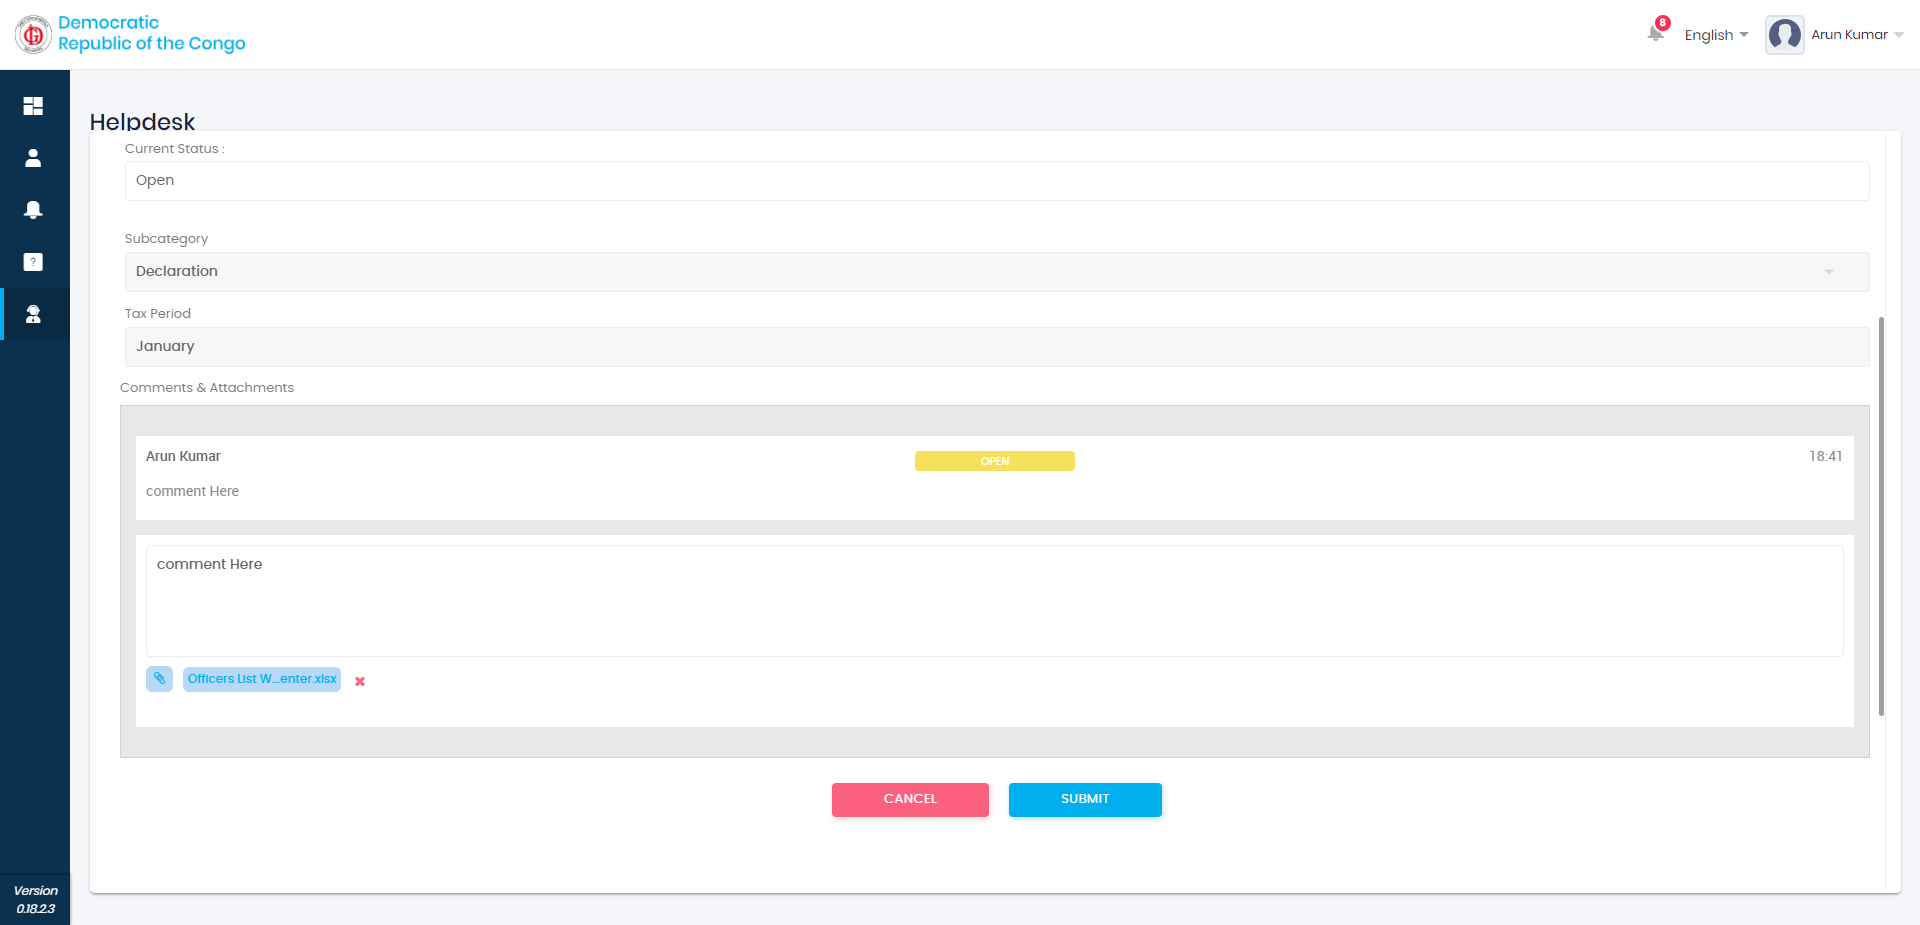 Democratic
Republic of the Congo
8
English
Arun Kumar
Helpdesk
Current Status :
Open
Subcategory
Declaration
Tax Period
January
Comments & Attachments
Arun Kumar
OPEN
18:41
comment Here
comment Here
Officers List W...enter.xlsx
CANCEL
SUBMIT
Version
0.18.2.3